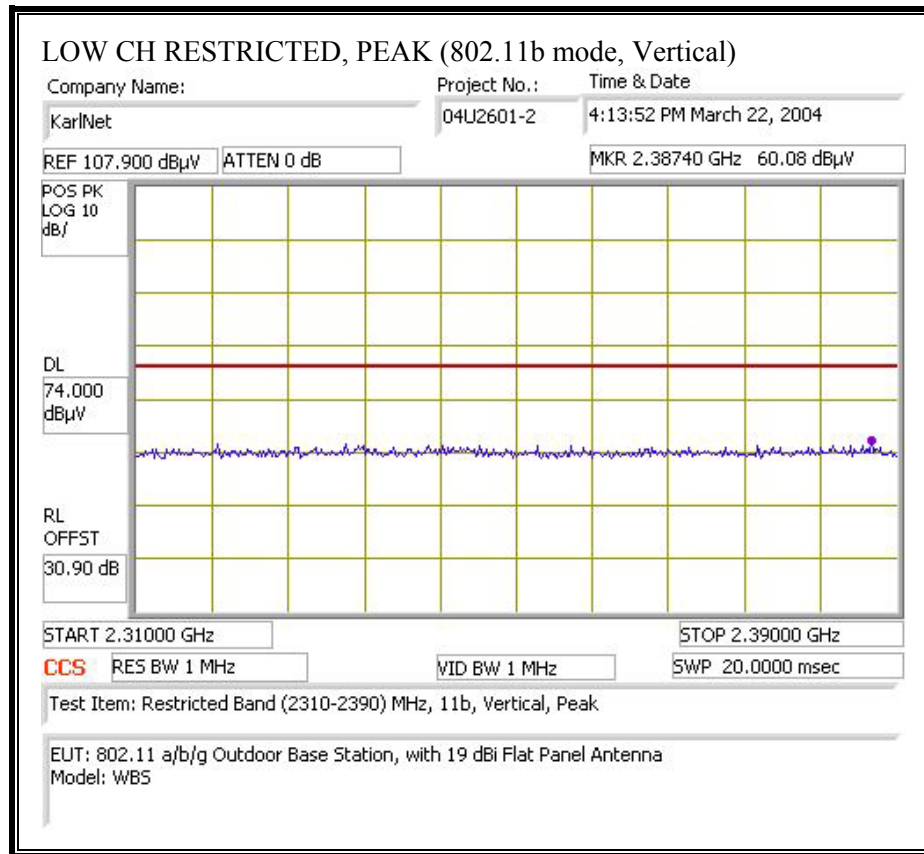 LOW CH RESTRICTED, PEAK (802.11b mode, Vertical)
Company Name: Project No.: Time & Date
KarlNet 04U2601-2 4:13:52 PM March 22, 2004
REF 107.900 dBµV ATTEN 0 dB MKR 2.38740 GHz 60.08 dBµV
POS PK
LOG 10
dB/
DL
74.000
dBµV
RL
OFFST
30.90 dB
START 2.31000 GHz STOP 2.39000 GHz
CCS RES BW 1 MHz VID BW 1 MHz SWP 20.0000 msec
Test Item: Restricted Band (2310-2390) MHz, 11b, Vertical, Peak
EUT: 802.11 a/b/g Outdoor Base Station, with 19 dBi Flat Panel Antenna
Model: WBS